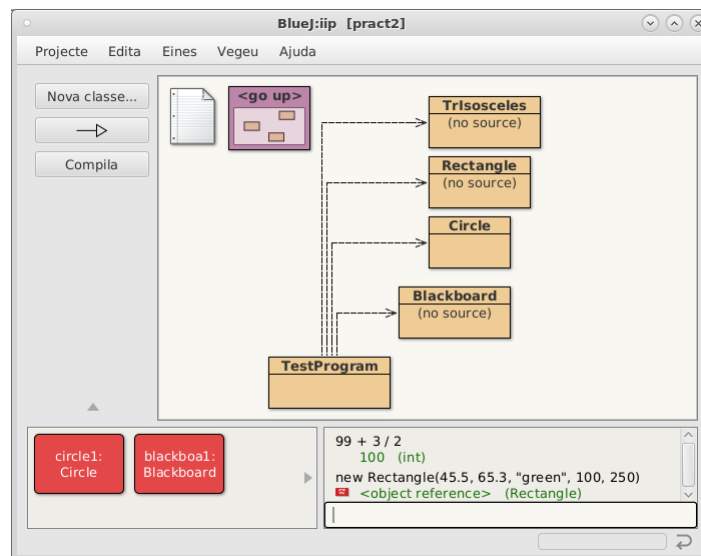 BlueJ:iip [pract2]
Projecte Edita Eines Vegeu Ajuda
Nova classe...
Compila
<go up>
TrIsosceles
(no source)
Rectangle
(no source)
Circle
Blackboard
(no source)
TestProgram
circle1:
Circle
blackboa1:
Blackboard
99 + 3 / 2
100 (int)
new Rectangle(45.5, 65.3, "green", 100, 250)
<object reference> (Rectangle)